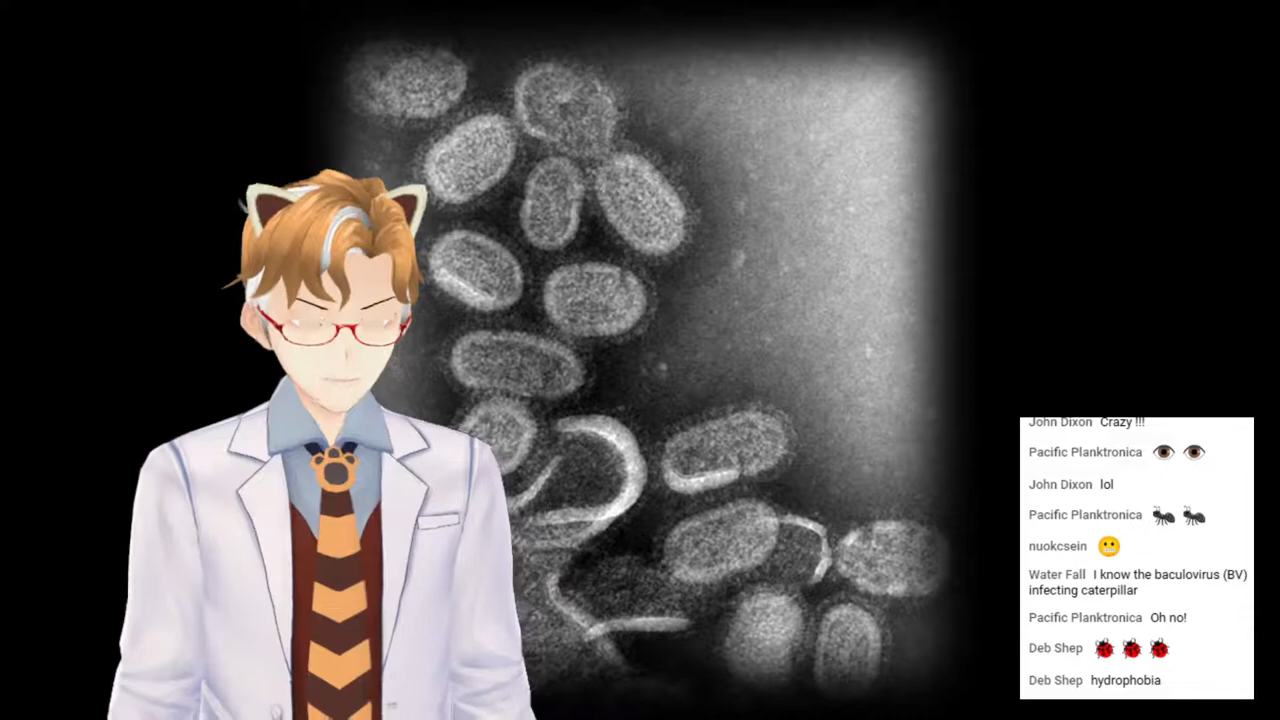 John Dixon Crazy !!!
Pacific Planktronica 👁️ 👁️
John Dixon lol
Pacific Planktronica 🐜 🐜
nuokcsein 😬
Water Fall I know the baculovirus (BV)
infecting caterpillar
Pacific Planktronica Oh no!
Deb Shep 🐞 🐞 🐞
Deb Shep hydrophobia